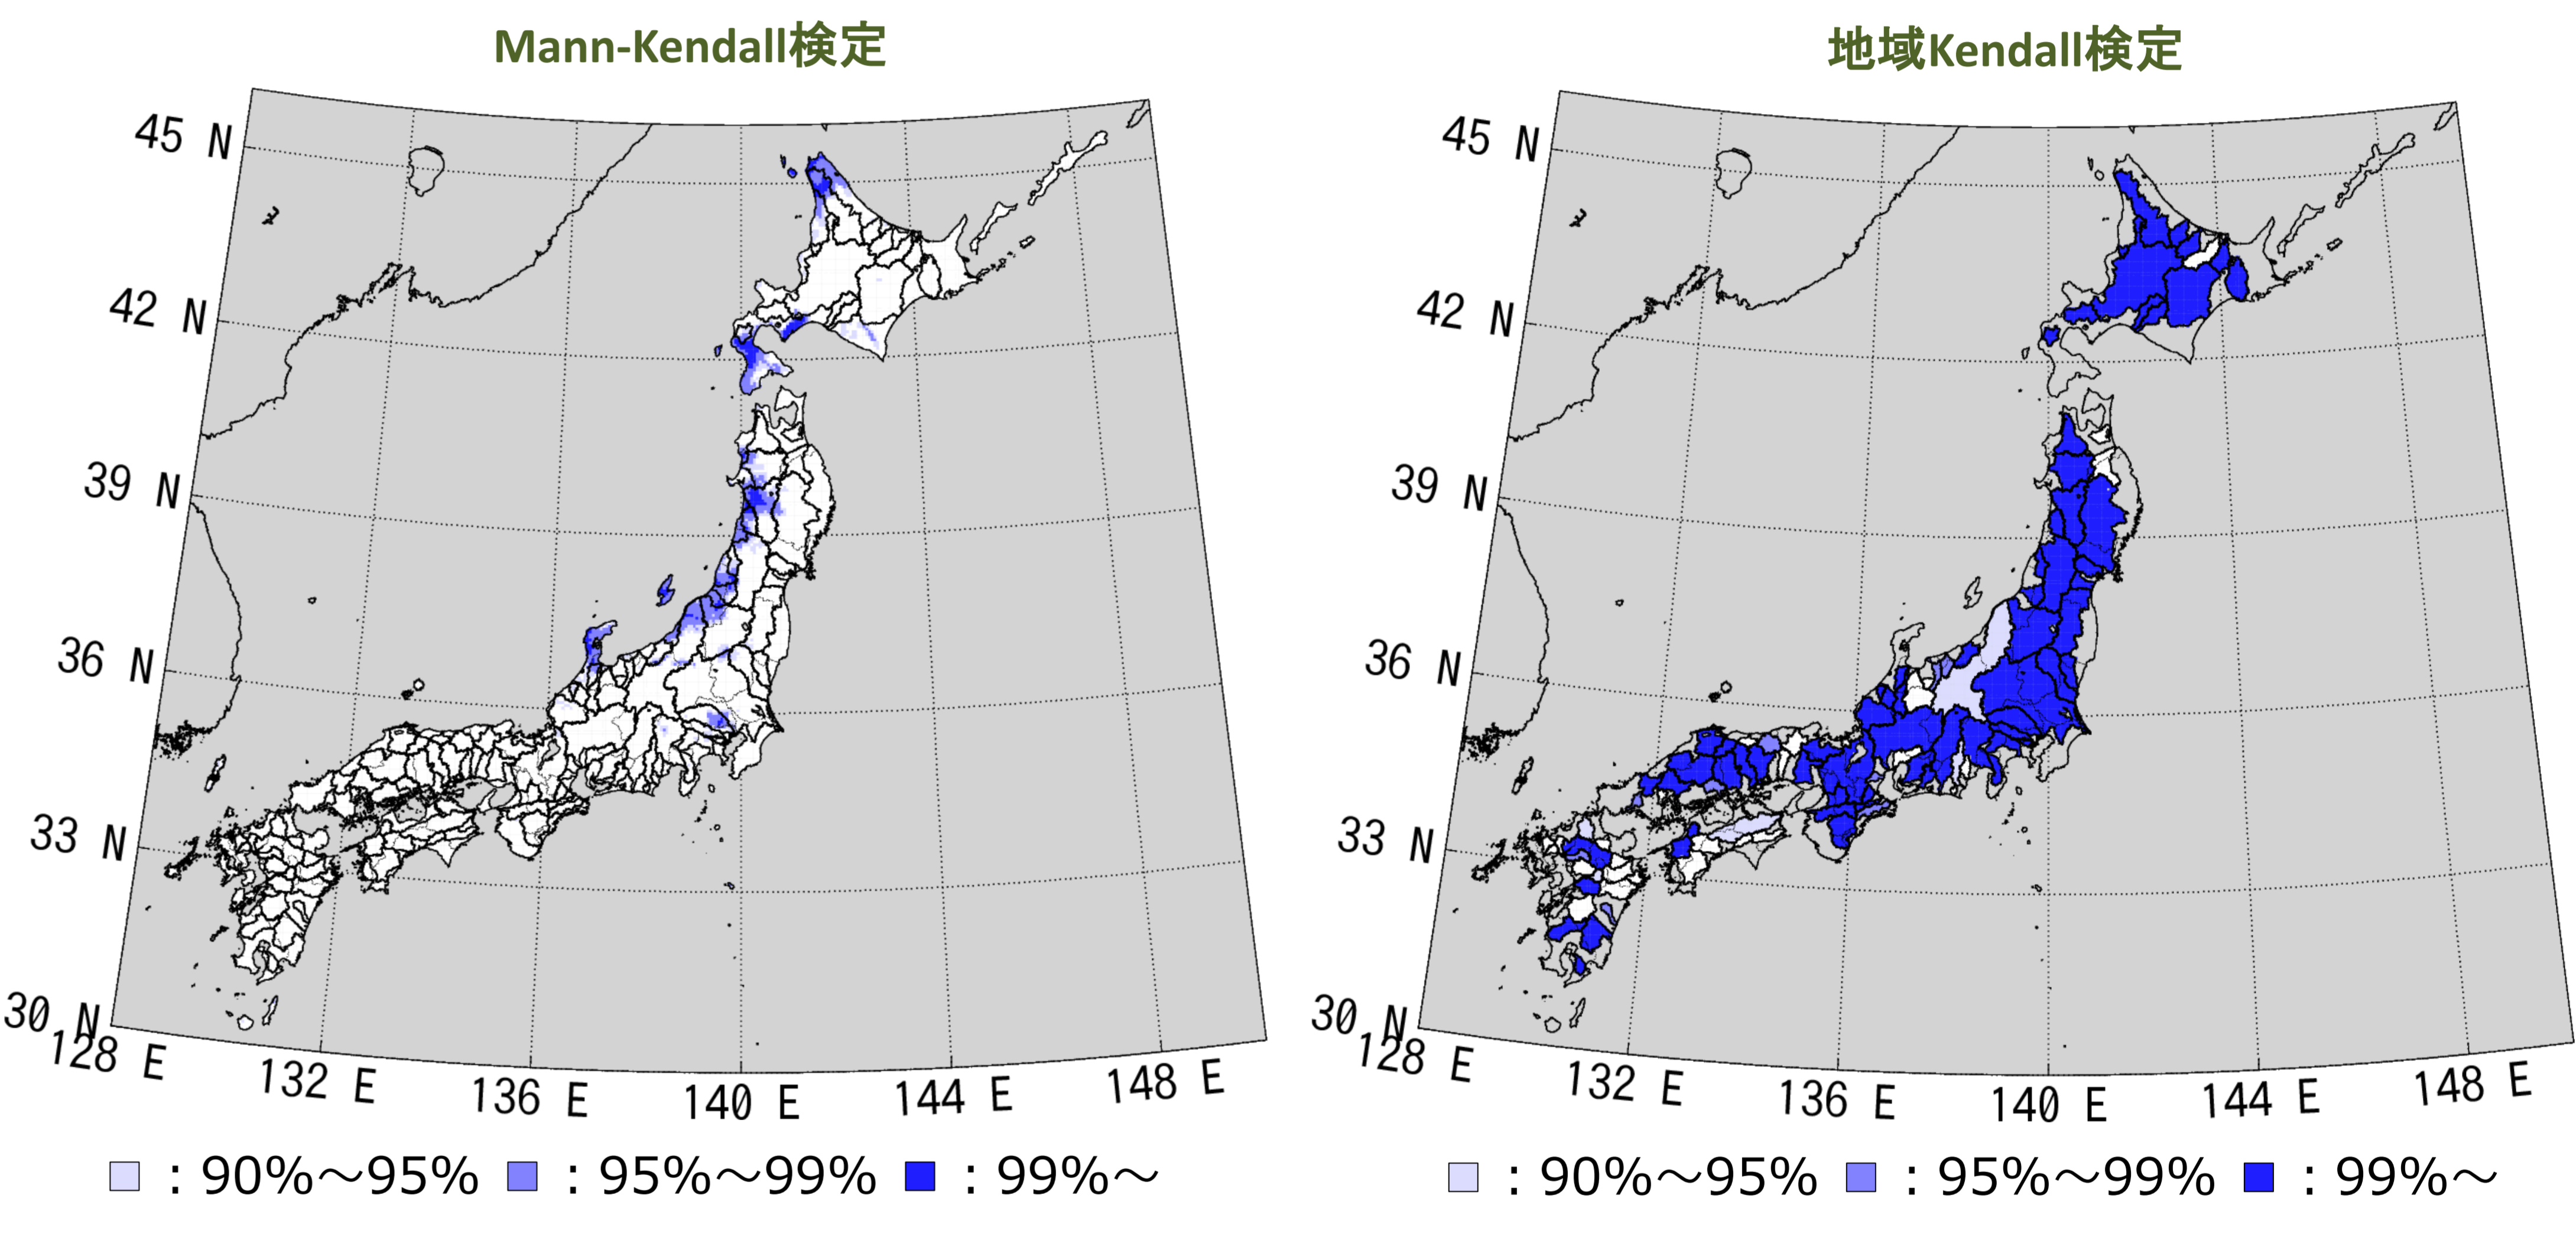 Mann-Kendall検定
45 N
42 N
39 N
36 N
33 N
30 N
128 E
132 E
136 E
140 E
144 E
148 E
：90%～95%
：95%～99%
：99%～
地域Kendall検定
45 N
42 N
39 N
36 N
33 N
30 N
128 E
132 E
136 E
140 E
144 E
148 E
：90%～95%
：95%～99%
：99%～